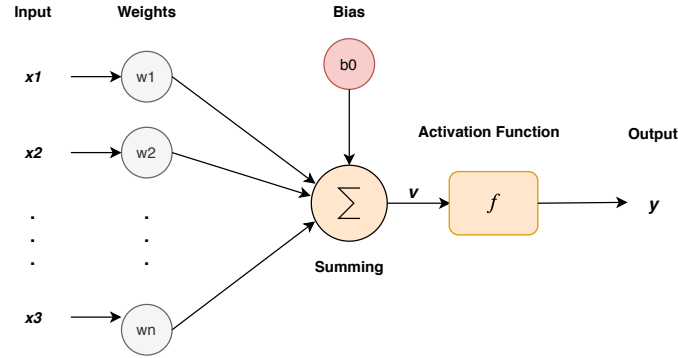 Input
Weights
Bias
x1
w1
b0
x2
w2
Activation Function
Output
∑
v
f
y
.
.
.
.
.
.
Summing
x3
wn